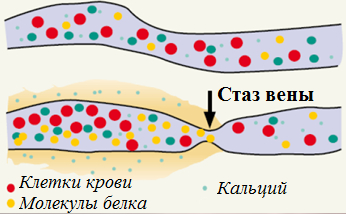 Стаз вены
Клетки крови
Кальций
Молекулы белка